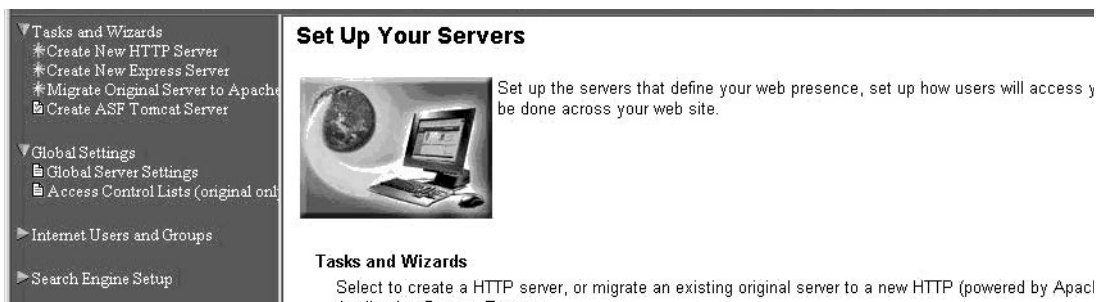 Tasks and Wizards
Create New HTTP Server
Create New Express Server
Migrate Original Server to Apache
Create ASF Tomcat Server
Global Settings
Global Server Settings
Access Control Lists (original onl
Internet Users and Groups
Search Engine Setup
Set Up Your Servers
Set up the servers that define your web presence, set up how users will access y
be done across your web site.
Tasks and Wizards
Select to create a HTTP server, or migrate an existing original server to a new HTTP (powered by Apac